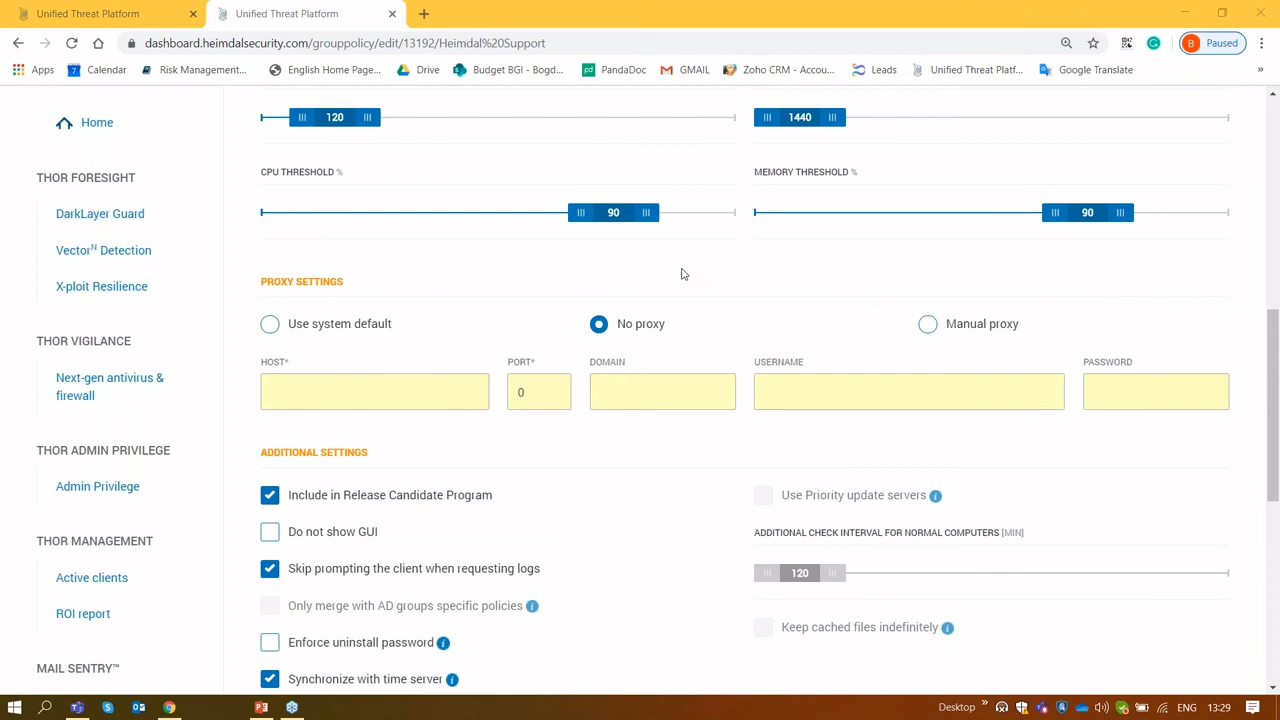 Unified Threat Platform
Unified Threat Platform
dashboard.heimdalsecurity.com/grouppolicy/edit/13192/Heimdal%20Support
B Paused
Apps
7 Calendar
Risk Management...
English Home Page...
Drive
Budget BGI - Bogd...
pd PandaDoc
GMAIL
Zoho CRM - Accou...
Leads
Unified Threat Platf...
Google Translate
»
Home
THOR FORESIGHT
DarkLayer Guard
Vectorᴺ Detection
X-ploit Resilience
THOR VIGILANCE
Next-gen antivirus &
firewall
THOR ADMIN PRIVILEGE
Admin Privilege
THOR MANAGEMENT
Active clients
ROI report
MAIL SENTRY™
120
1440
CPU THRESHOLD %
MEMORY THRESHOLD %
90
90
PROXY SETTINGS
Use system default
No proxy
Manual proxy
HOST*
PORT*
DOMAIN
USERNAME
PASSWORD
0
ADDITIONAL SETTINGS
Include in Release Candidate Program
Use Priority update servers
Do not show GUI
ADDITIONAL CHECK INTERVAL FOR NORMAL COMPUTERS [MIN]
Skip prompting the client when requesting logs
120
Only merge with AD groups specific policies
Keep cached files indefinitely
Enforce uninstall password
Synchronize with time server
Desktop
»
ENG
13:29